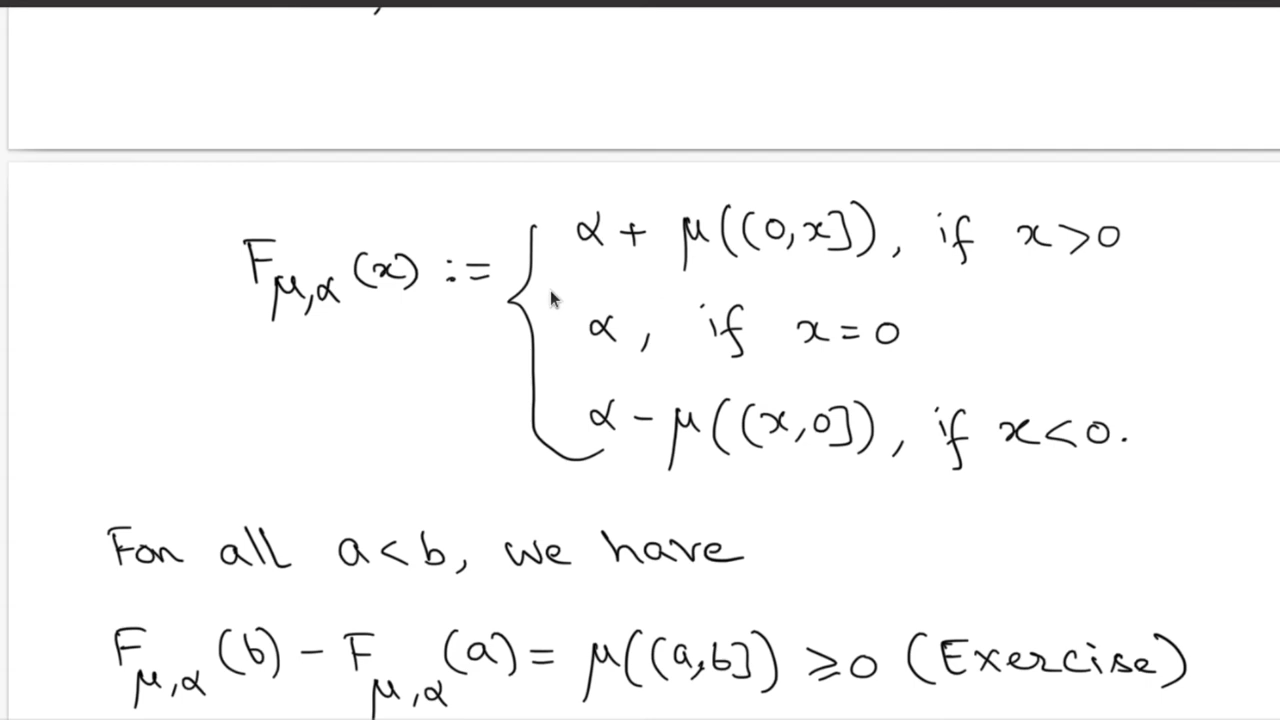 F_{μ,α}(x) := { α + μ((0,x]), if x>0
α, if x=0
α - μ((x,0]), if x<0.
For all a<b, we have
F_{μ,α}(b) - F_{μ,α}(a) = μ((a,b]) ≥0 (Exercise)